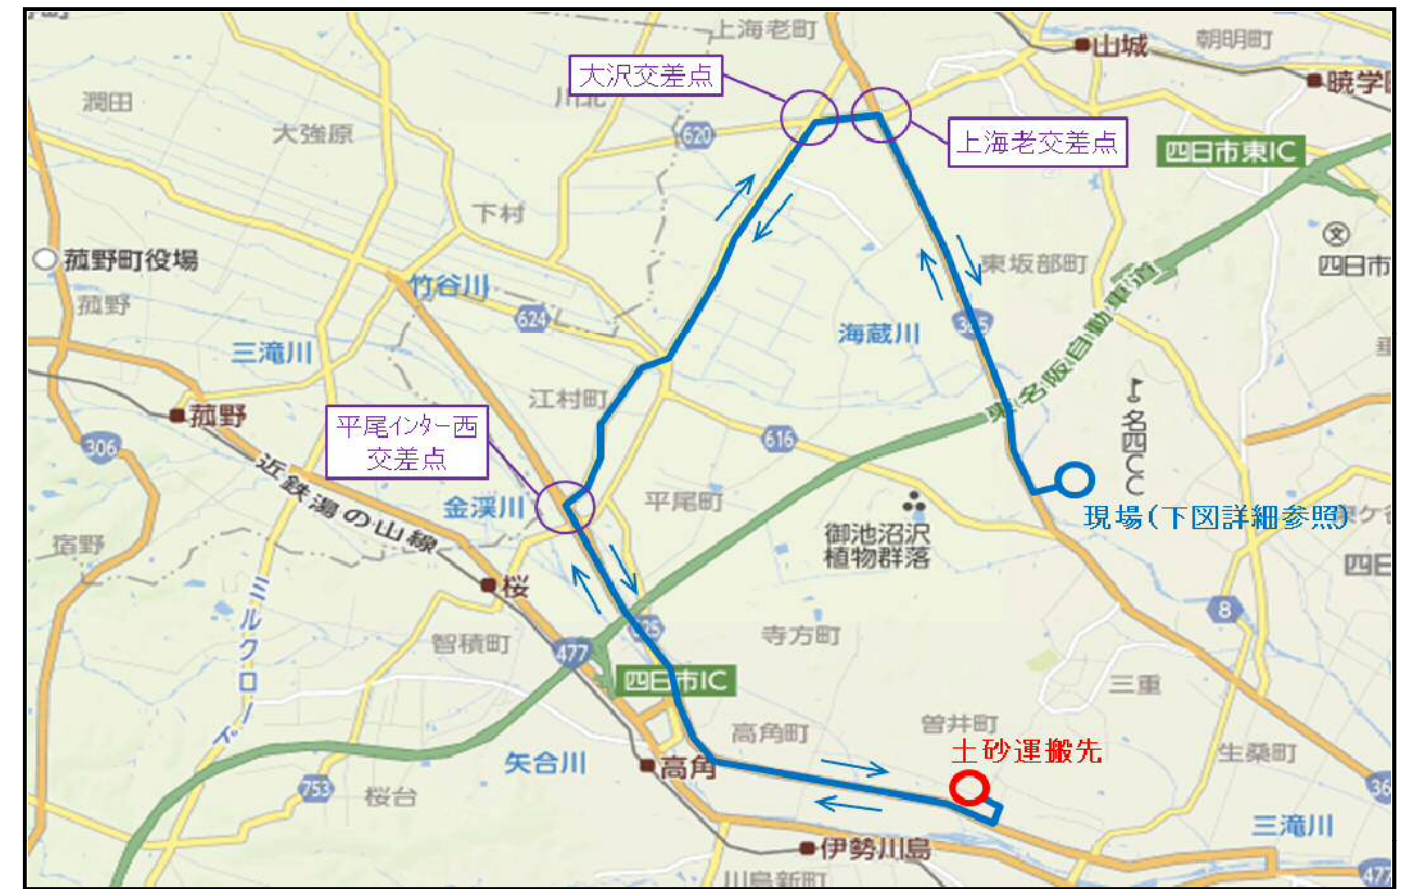 上海老町
山城
朝明町
大沢交差点
川北
潤田
大強原
620
上海老交差点
四日市東IC
下村
菰野町役場
竹谷川
東坂部町
四日市
菰野
624
海蔵川
三滝川
東名阪自動車道
江村町
菰野
平尾インター西
交差点
616
名四CC
306
近鉄湯の山線
金渓川
平尾町
御池沼沢
植物群落
現場(下図詳細参照)
宿野
桜
ミルクロード
智積町
477
寺方町
8
四日市IC
三重
高角町
曽井町
土砂運搬先
生桑町
矢合川
高角
753
桜台
三滝川
伊勢川島
川島新町
477